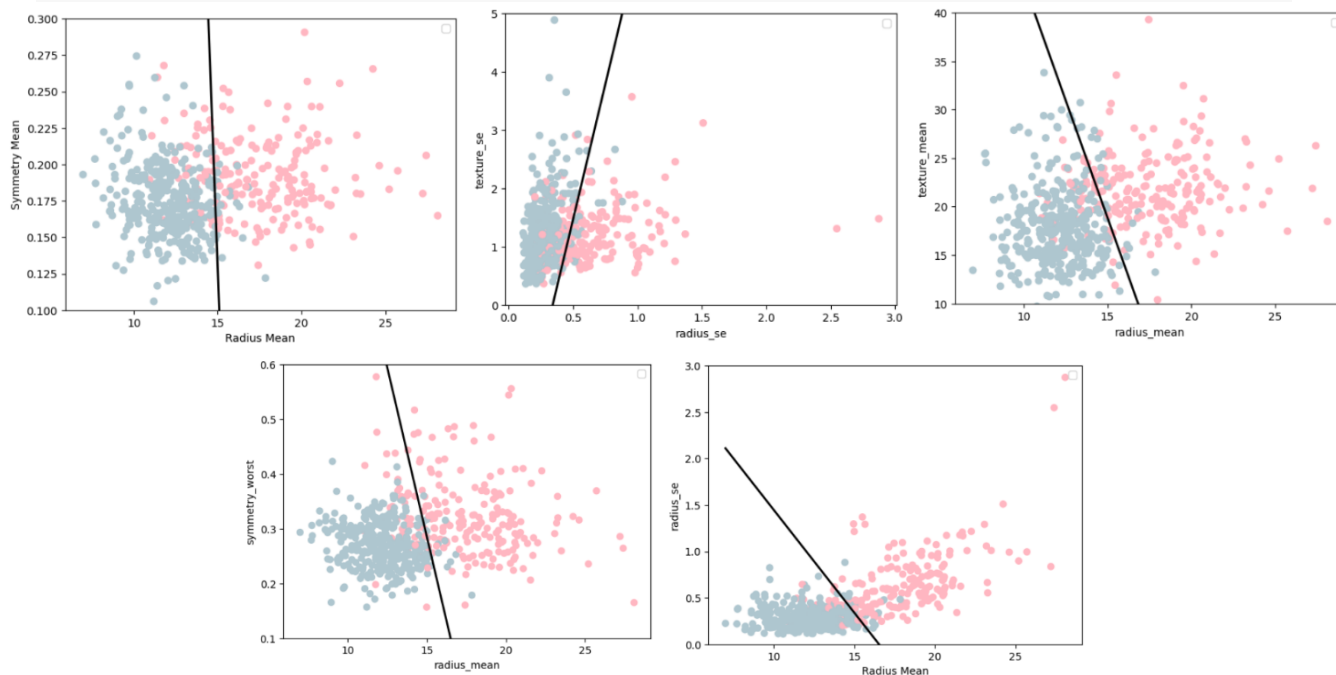 0.300
0.275
0.250
0.225
0.200
0.175
0.150
0.125
0.100
Symmetry Mean
10 15 20 25
Radius Mean
5
4
3
2
1
0
texture_se
0.0 0.5 1.0 1.5 2.0 2.5 3.0
radius_se
40
35
30
25
20
15
10
texture_mean
10 15 20 25
radius_mean
0.6
0.5
0.4
0.3
0.2
0.1
symmetry_worst
10 15 20 25
radius_mean
3.0
2.5
2.0
1.5
1.0
0.5
0.0
radius_se
10 15 20 25
Radius Mean